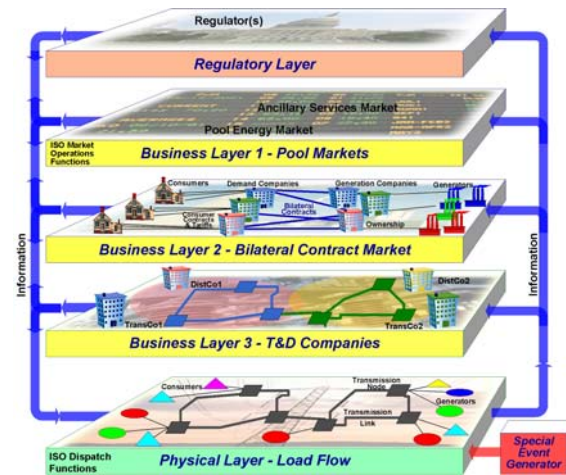 Regulator(s)
Regulatory Layer
Ancillary Services Market
Pool Energy Market
ISO Market
Operations
Functions
Business Layer 1 - Pool Markets
Consumers
Demand Companies
Generation Companies
Generators
Bilateral
Contracts
Consumer
Contracts
& Tariffs
Ownership
Business Layer 2 - Bilateral Contract Market
Information
Information
DistCo1
DistCo2
TransCo1
TransCo2
Business Layer 3 - T&D Companies
Consumers
Transmission
Node
Generators
Transmission
Link
ISO Dispatch
Functions
Physical Layer - Load Flow
Special
Event
Generator